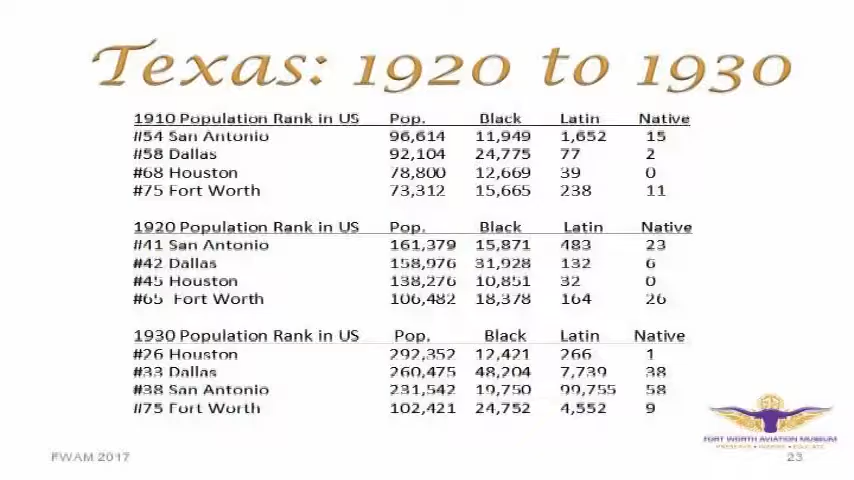 Texas: 1920 to 1930
1910 Population Rank in US Pop. Black Latin Native
#54 San Antonio 96,614 11,949 1,652 15
#58 Dallas 92,104 24,775 77 2
#68 Houston 78,800 12,669 39 0
#75 Fort Worth 73,312 15,665 238 11
1920 Population Rank in US Pop. Black Latin Native
#41 San Antonio 161,379 15,871 483 23
#42 Dallas 158,976 31,928 132 6
#45 Houston 138,276 10,851 32 0
#65 Fort Worth 106,482 18,378 164 26
1930 Population Rank in US Pop. Black Latin Native
#26 Houston 292,352 12,421 266 1
#33 Dallas 260,475 48,204 7,739 38
#38 San Antonio 231,542 19,750 99,755 58
#75 Fort Worth 102,421 24,752 4,552 9
FORT WORTH AVIATION MUSEUM
PRESERVE • INSPIRE • EDUCATE
FWAM 2017 23